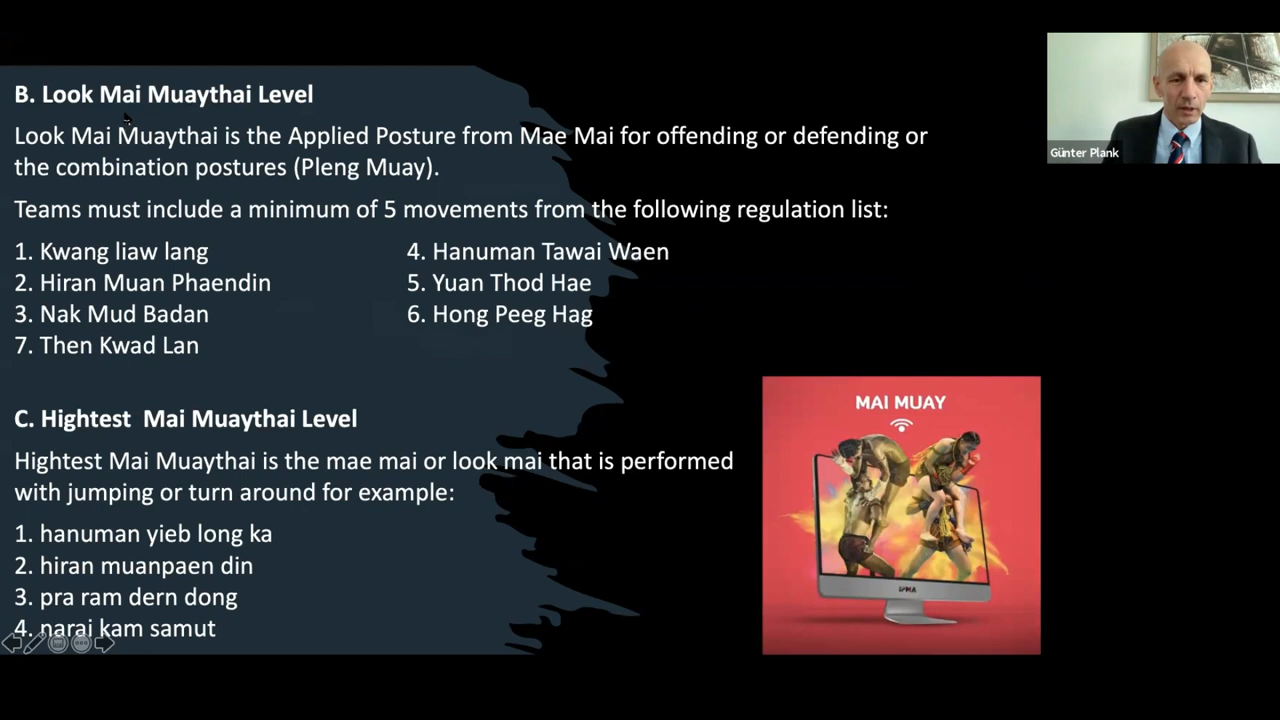 B. Look Mai Muaythai Level
Look Mai Muaythai is the Applied Posture from Mae Mai for offending or defending or
the combination postures (Pleng Muay).
Teams must include a minimum of 5 movements from the following regulation list:
1. Kwang liaw lang
2. Hiran Muan Phaendin
3. Nak Mud Badan
7. Then Kwad Lan
4. Hanuman Tawai Waen
5. Yuan Thod Hae
6. Hong Peeg Hag
C. Hightest  Mai Muaythai Level
Hightest Mai Muaythai is the mae mai or look mai that is performed
with jumping or turn around for example:
1. hanuman yieb long ka
2. hiran muanpaen din
3. pra ram dern dong
4. narai kam samut
MAI MUAY
IFMA
Günter Plank